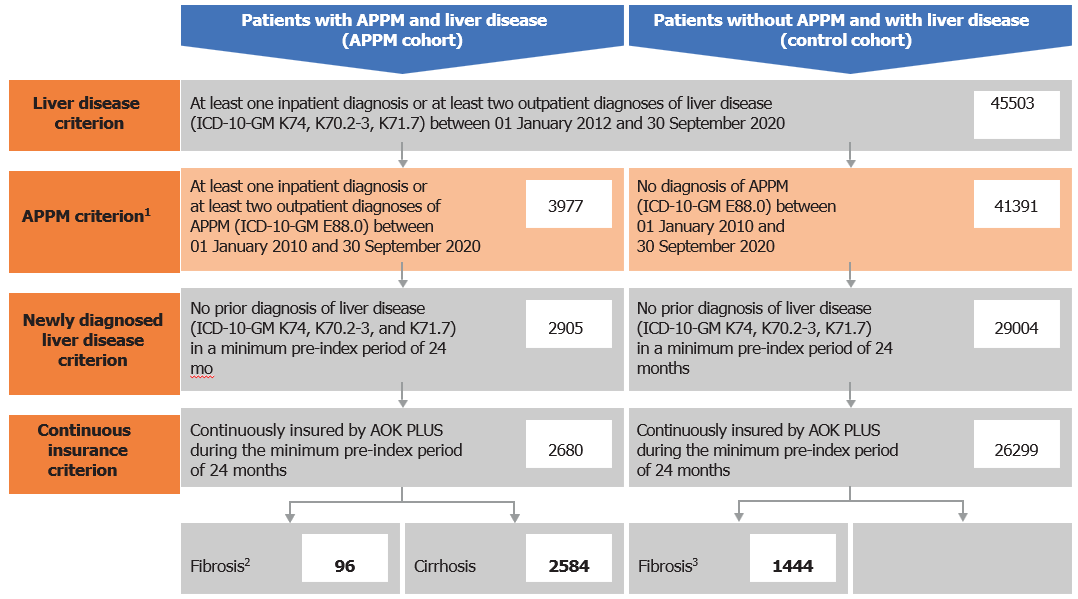 Patients with APPM and liver disease
(APPM cohort)
Patients without APPM and with liver disease
(control cohort)
Liver disease
criterion
At least one inpatient diagnosis or at least two outpatient diagnoses of liver disease
(ICD-10-GM K74, K70.2-3, K71.7) between 01 January 2012 and 30 September 2020
45503
APPM criterion1
At least one inpatient diagnosis or
at least two outpatient diagnoses of
APPM (ICD-10-GM E88.0) between
01 January 2010 and 30 September 2020
3977
No diagnosis of APPM
(ICD-10-GM E88.0) between
01 January 2010 and
30 September 2020
41391
Newly diagnosed
liver disease
criterion
No prior diagnosis of liver disease
(ICD-10-GM K74, K70.2-3, and K71.7)
in a minimum pre-index period of 24
mo
2905
No prior diagnosis of liver disease
(ICD-10-GM K74, K70.2-3, K71.7)
in a minimum pre-index period of 24
months
29004
Continuous
insurance
criterion
Continuously insured by AOK PLUS
during the minimum pre-index period
of 24 months
2680
Continuously insured by AOK PLUS
during the minimum pre-index period
of 24 months
26299
Fibrosis2
96
Cirrhosis
2584
Fibrosis3
1444